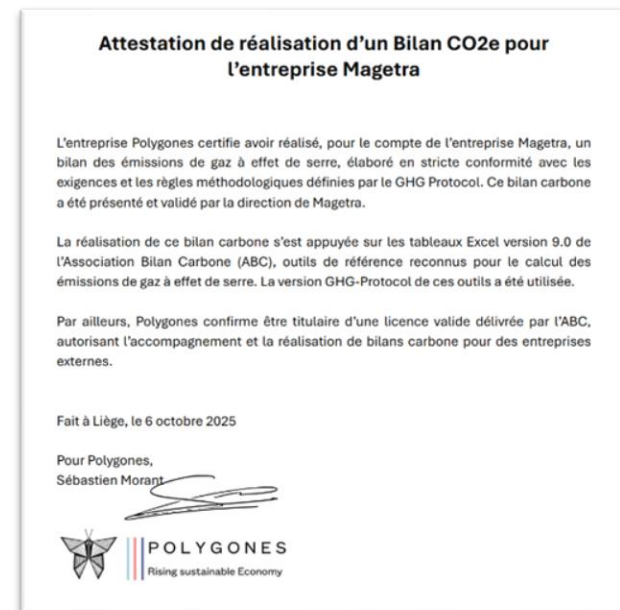 Attestation de réalisation d’un Bilan CO2e pour
l’entreprise Magetra
L’entreprise Polygones certifie avoir réalisé, pour le compte de l’entreprise Magetra, un
bilan des émissions de gaz à effet de serre, élaboré en stricte conformité avec les
exigences et les règles méthodologiques définies par le GHG Protocol. Ce bilan carbone
a été présenté et validé par la direction de Magetra.
La réalisation de ce bilan carbone s’est appuyée sur les tableaux Excel version 9.0 de
l’Association Bilan Carbone (ABC), outils de référence reconnus pour le calcul des
émissions de gaz à effet de serre. La version GHG-Protocol de ces outils a été utilisée.
Par ailleurs, Polygones confirme être titulaire d’une licence valide délivrée par l’ABC,
autorisant l’accompagnement et la réalisation de bilans carbone pour des entreprises
externes.
Fait à Liège, le 6 octobre 2025
Pour Polygones,
Sébastien Morant
POLYGONES
Rising sustainable Economy